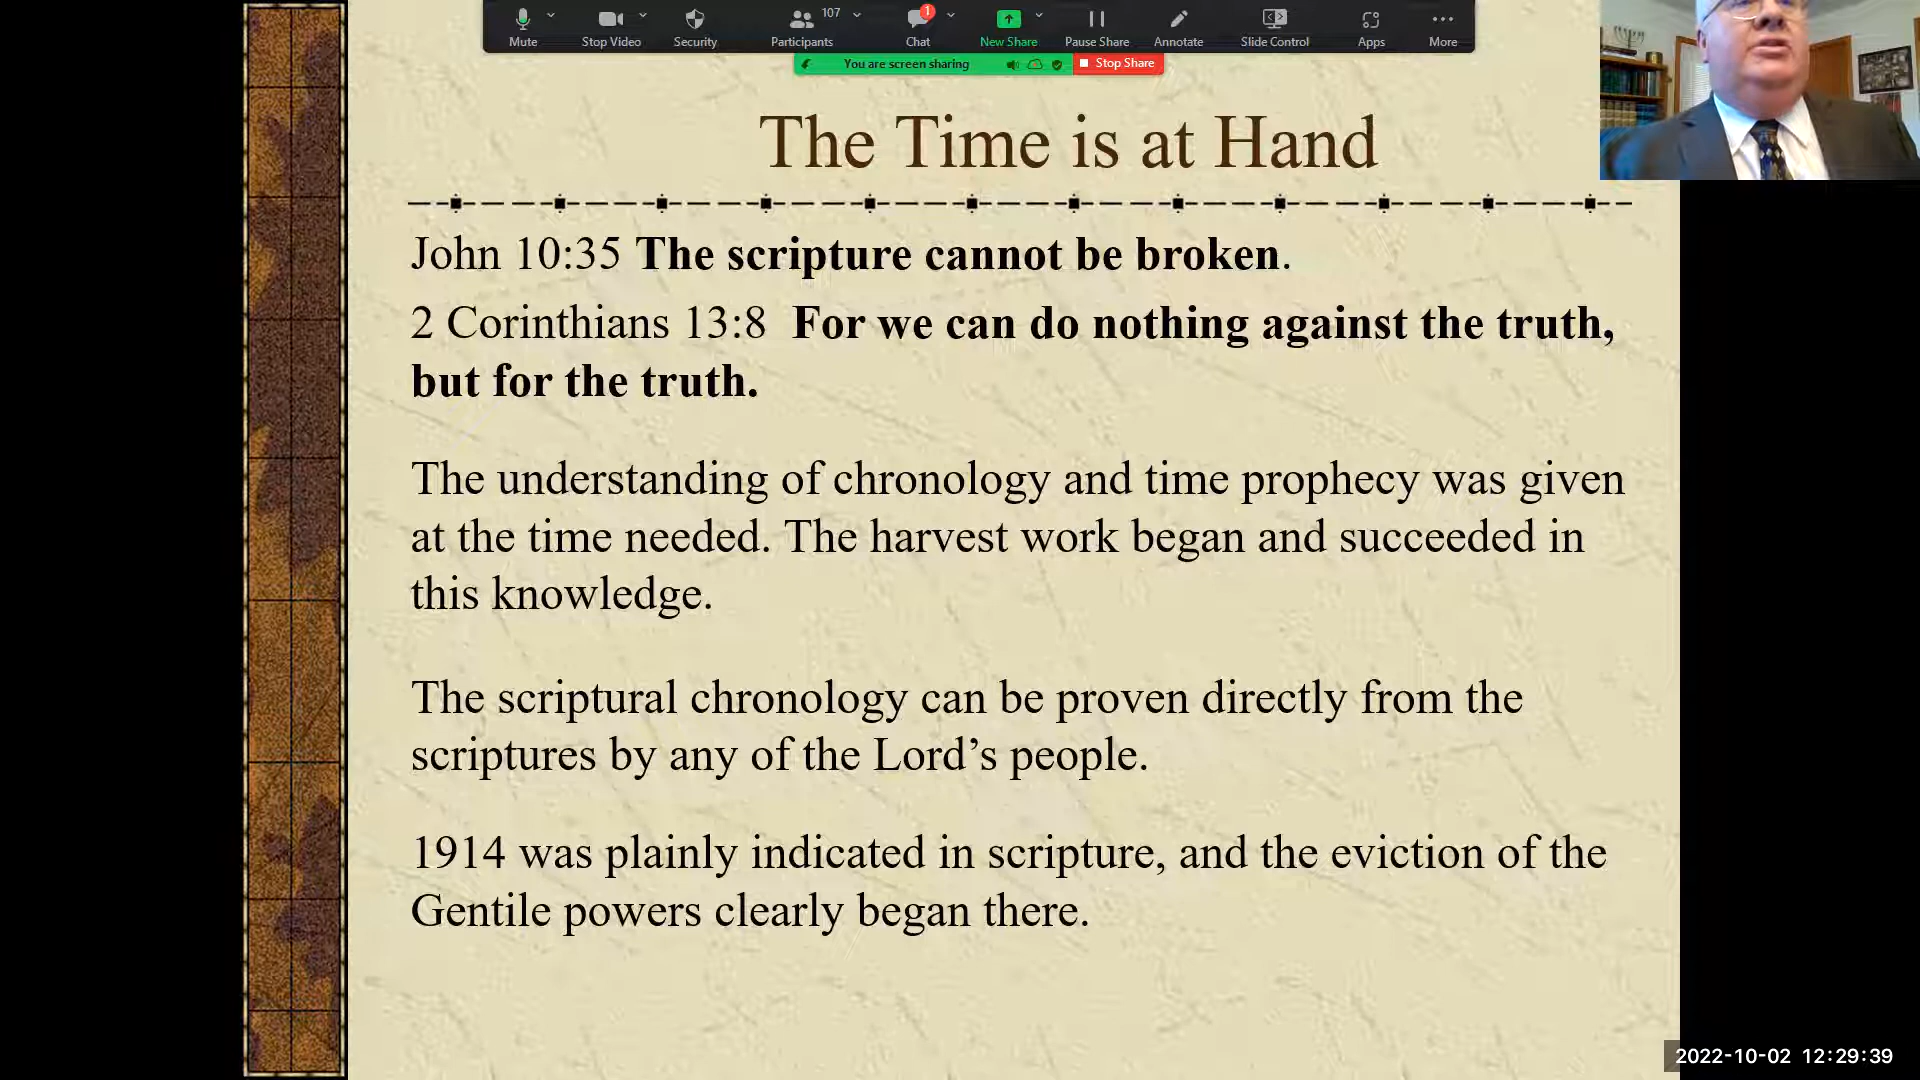 Mute
Stop Video
Security
107
Participants
1
Chat
New Share
Pause Share
Annotate
Slide Control
Apps
More
You are screen sharing
Stop Share
The Time is at Hand
John 10:35 The scripture cannot be broken.
2 Corinthians 13:8 For we can do nothing against the truth,
but for the truth.
The understanding of chronology and time prophecy was given
at the time needed. The harvest work began and succeeded in
this knowledge.
The scriptural chronology can be proven directly from the
scriptures by any of the Lord’s people.
1914 was plainly indicated in scripture, and the eviction of the
Gentile powers clearly began there.
2022-10-02 12:29:39